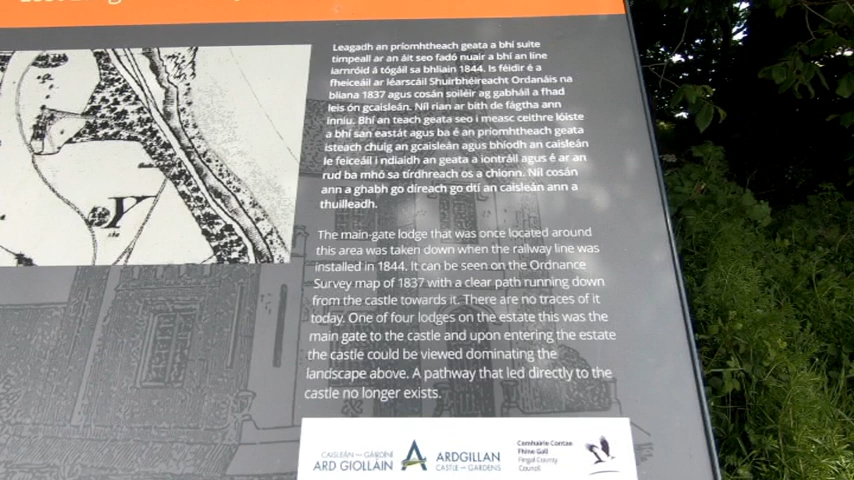 Leagadh an príomhtheach geata a bhí suite
timpeall ar an áit seo fadó nuair a bhí an líne
iarnróid á tógáil sa bhliain 1844. Is féidir é a
fheiceáil ar léarscáil Shuirbhéireacht Ordanáis na
bliana 1837 agus cosán soiléir ag gabháil a fhad
leis ón gcaisleán. Níl rian ar bith de fágtha ann
inniu. Bhí an teach geata seo i measc ceithre lóiste
a bhí san eastát agus ba é an príomhtheach geata
isteach chuig an gcaisleán agus bhíodh an caisleán
le feiceáil i ndiaidh an geata a iontráil agus é ar an
rud ba mhó sa tírdhreach os a chionn. Níl cosán
ann a ghabh go díreach go dtí an caisleán ann a
thuilleadh.
The main-gate lodge that was once located around
this area was taken down when the railway line was
installed in 1844. It can be seen on the Ordnance
Survey map of 1837 with a clear path running down
from the castle towards it. There are no traces of it
today. One of four lodges on the estate this was the
main gate to the castle and upon entering the estate
the castle could be viewed dominating the
landscape above. A pathway that led directly to the
castle no longer exists.
Y
CAISLEÁN — GÁIRDÍNÍ
ARD GIOLLÁIN
ARDGILLAN
CASTLE — GARDENS
Comhairle Contae
Fhine Gall
Fingal County
Council